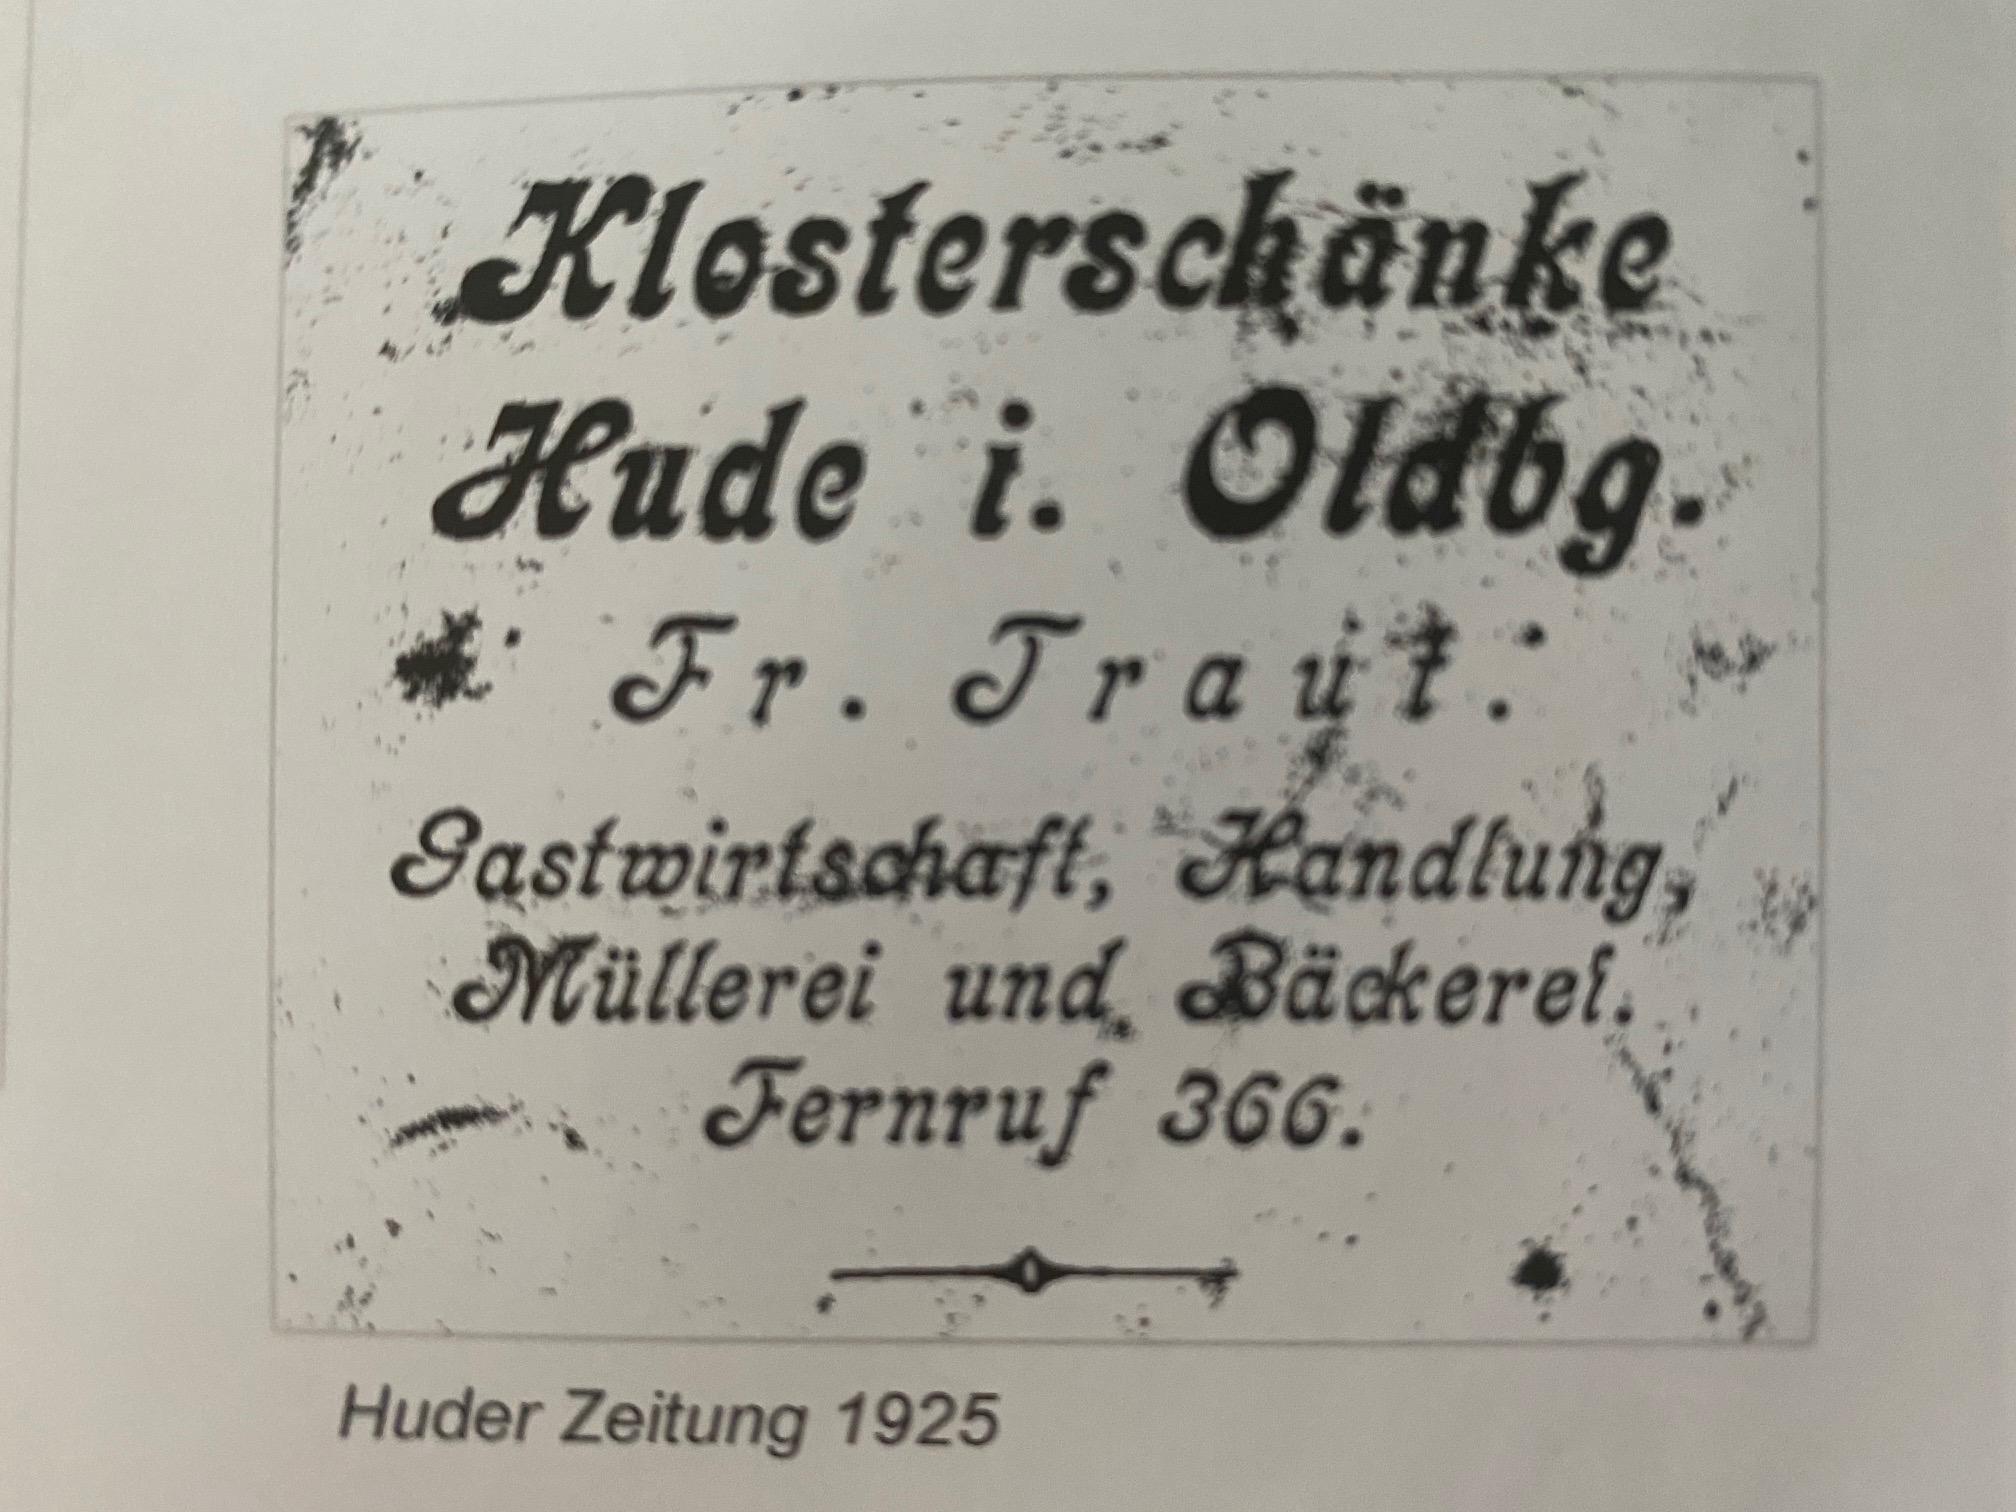 Klosterschänke
Hude i. Oldbg.
Fr. Traut.
Gastwirtschaft, Handlung,
Müllerei und Bäckerei.
Fernruf 366.
Huder Zeitung 1925